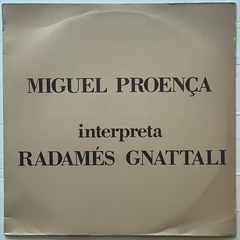 MIGUEL PROENÇA
interpreta
RADAMÉS GNATTALI